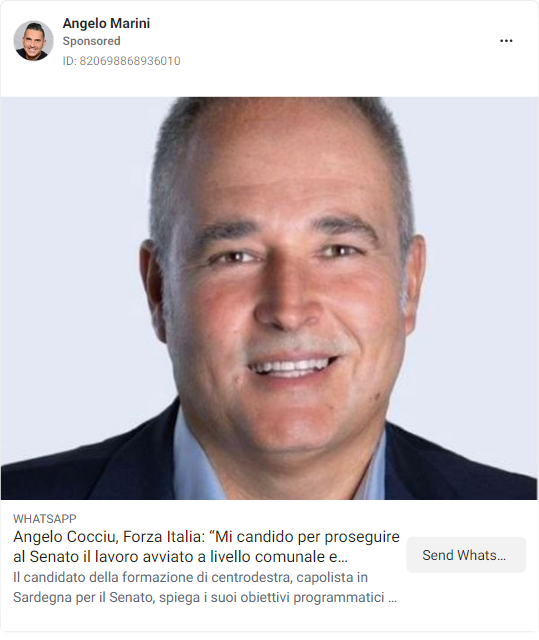 Angelo Marini
Sponsored
ID: 820698868936010
WHATSAPP
Angelo Cocciu, Forza Italia: “Mi candido per proseguire
al Senato il lavoro avviato a livello comunale e…
Il candidato della formazione di centrodestra, capolista in
Sardegna per il Senato, spiega i suoi obiettivi programmatici …
Send Whats…